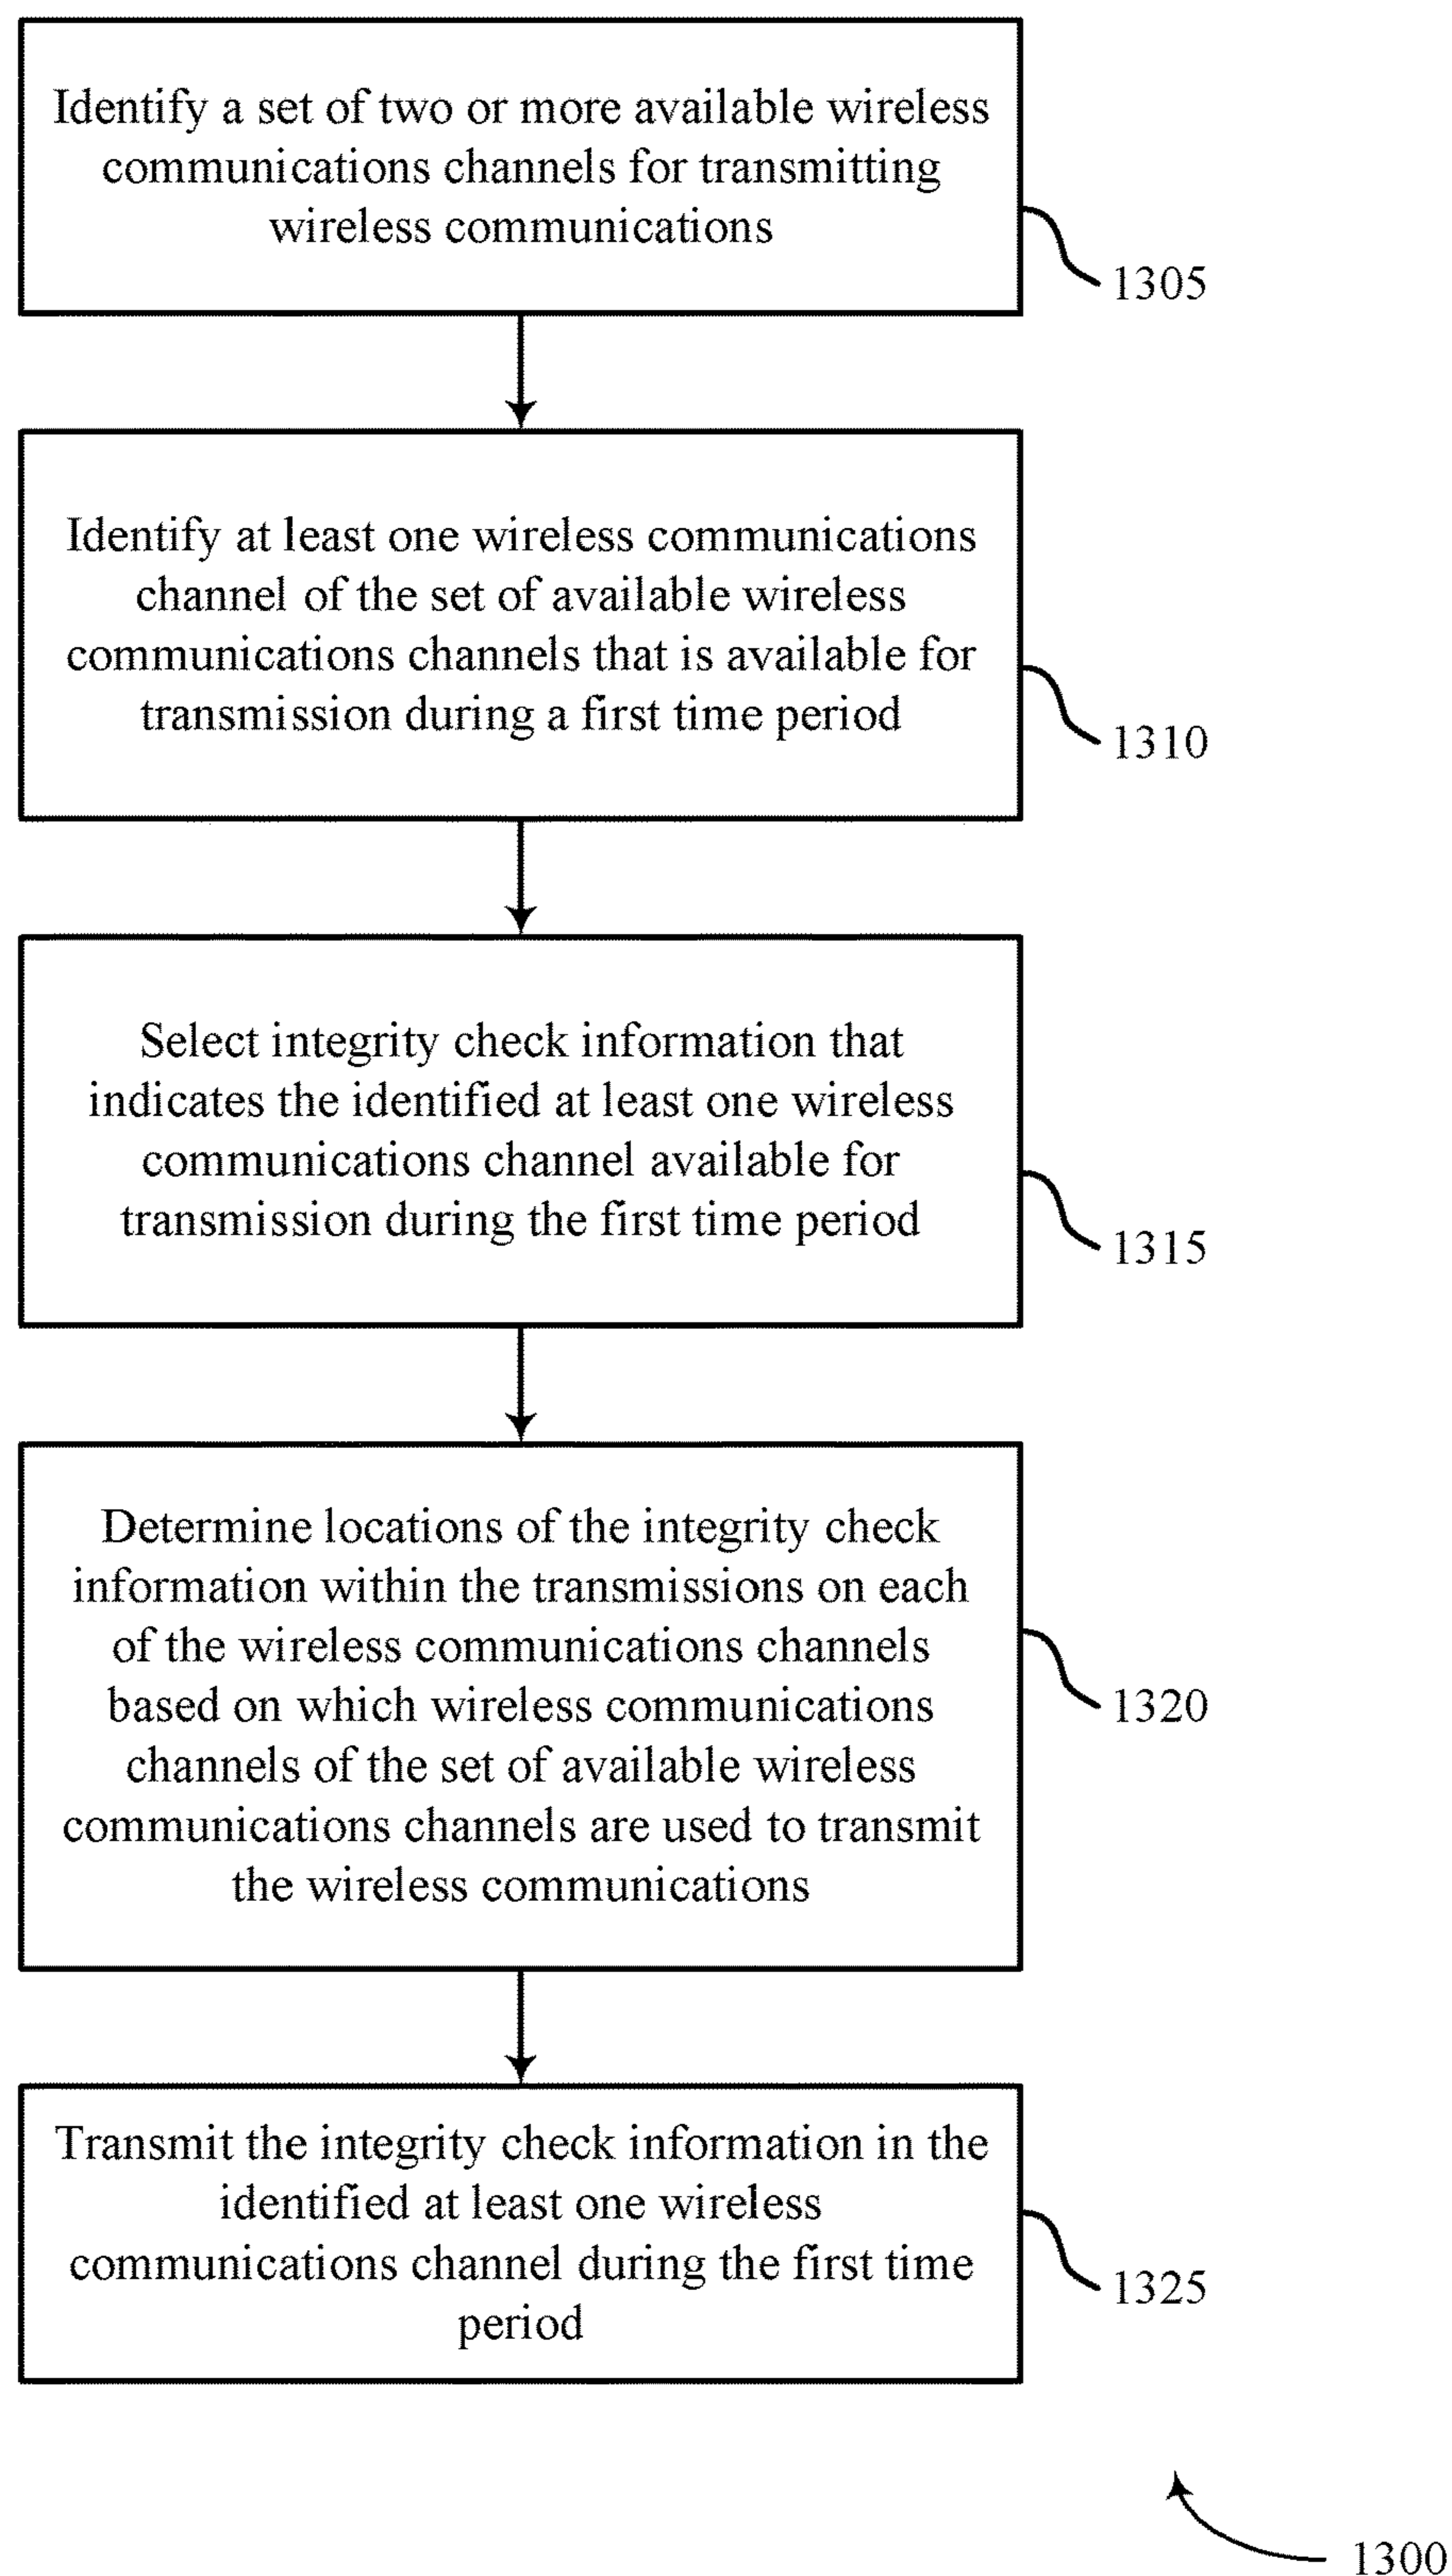 Identify a set of two or more available wireless
communications channels for transmitting
wireless communications
1305
Identify at least one wireless communications
channel of the set of available wireless
communications channels that is available for
transmission during a first time period
1310
Select integrity check information that
indicates the identified at least one wireless
communications channel available for
transmission during the first time period
1315
Determine locations of the integrity check
information within the transmissions on each
of the wireless communications channels
based on which wireless communications
channels of the set of available wireless
communications channels are used to transmit
the wireless communications
1320
Transmit the integrity check information in the
identified at least one wireless
communications channel during the first time
period
1325
1300